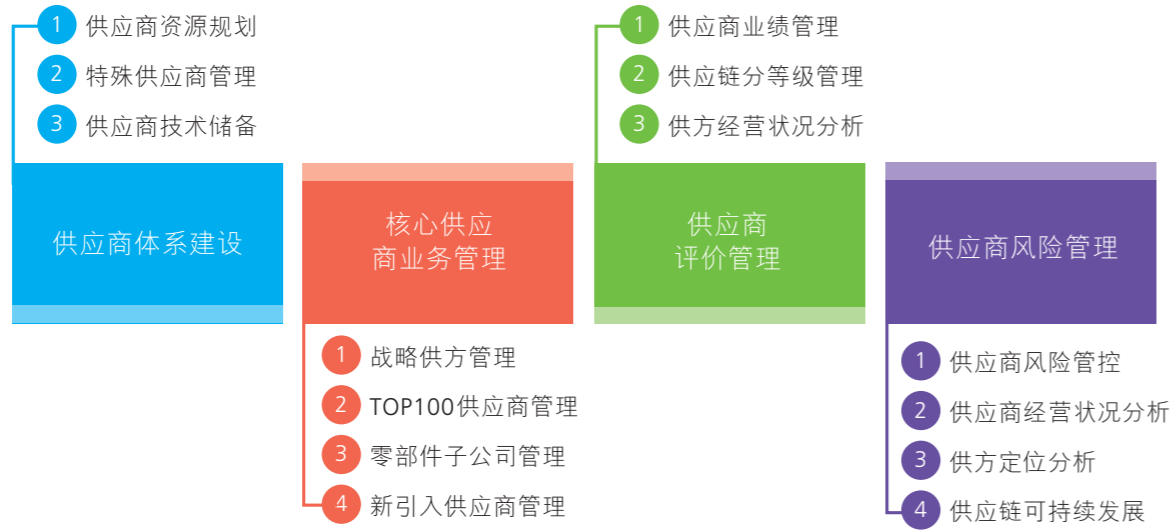 1 供应商资源规划
2 特殊供应商管理
3 供应商技术储备
供应商体系建设
核心供应
商业务管理
1 战略供方管理
2 TOP100供应商管理
3 零部件子公司管理
4 新引入供应商管理
1 供应商业绩管理
2 供应链分等级管理
3 供方经营状况分析
供应商
评价管理
供应商风险管理
1 供应商风险管控
2 供应商经营状况分析
3 供方定位分析
4 供应链可持续发展